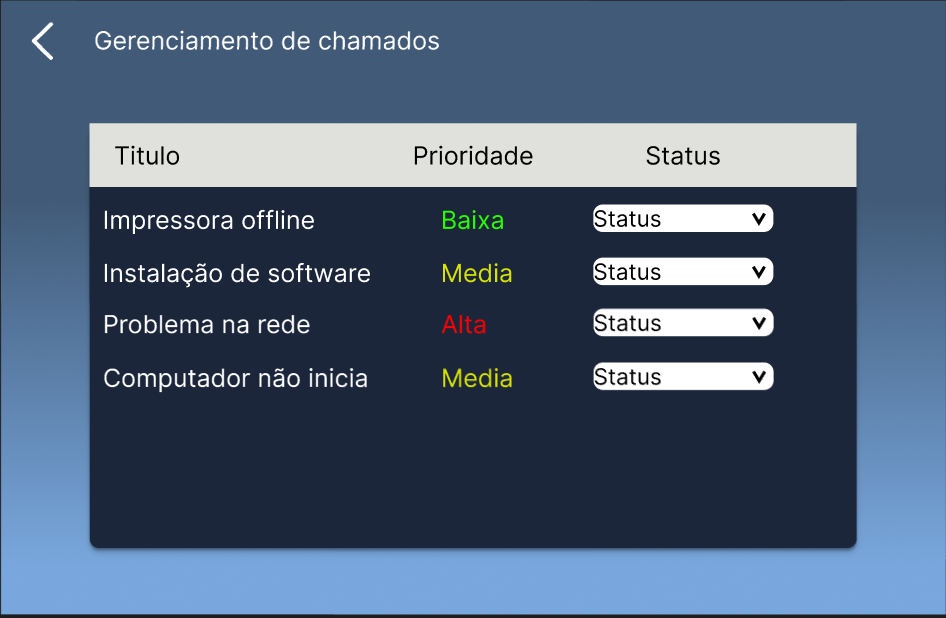 Gerenciamento de chamados
Titulo Prioridade Status
Impressora offline Baixa Status
Instalação de software Media Status
Problema na rede Alta Status
Computador não inicia Media Status